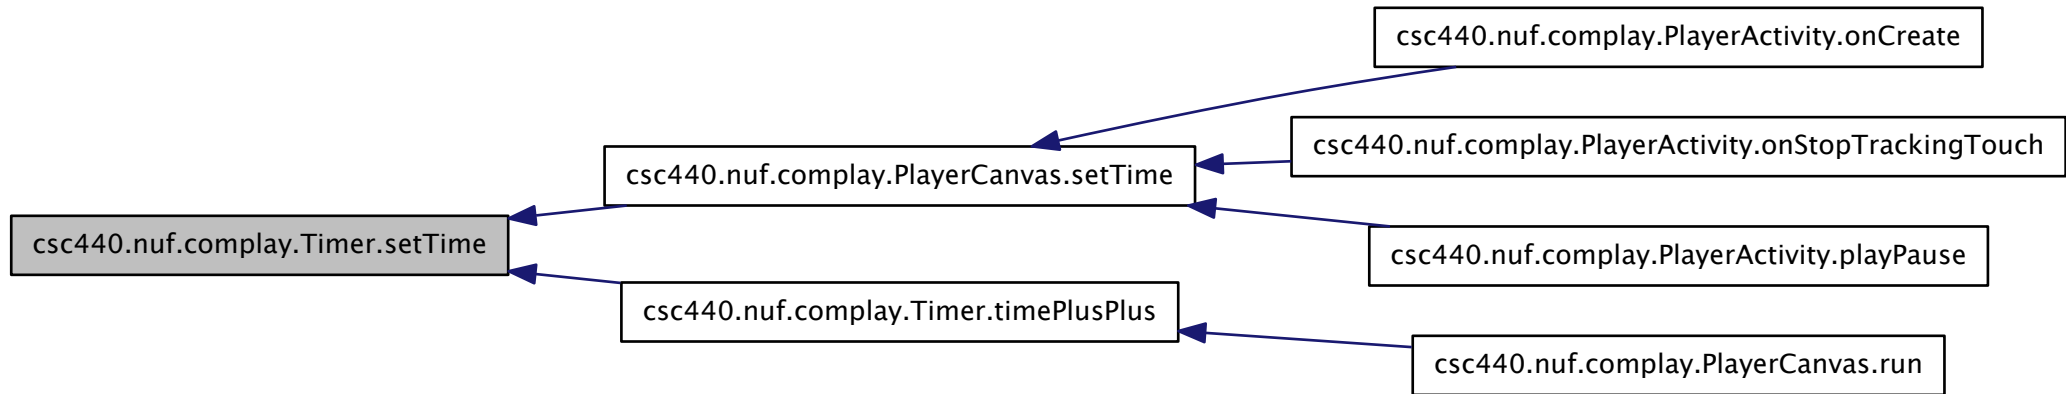 csc440.nuf.complay.PlayerActivity.onCreate
csc440.nuf.complay.PlayerActivity.onStopTrackingTouch
csc440.nuf.complay.PlayerCanvas.setTime
csc440.nuf.complay.Timer.setTime
csc440.nuf.complay.PlayerActivity.playPause
csc440.nuf.complay.Timer.timePlusPlus
csc440.nuf.complay.PlayerCanvas.run